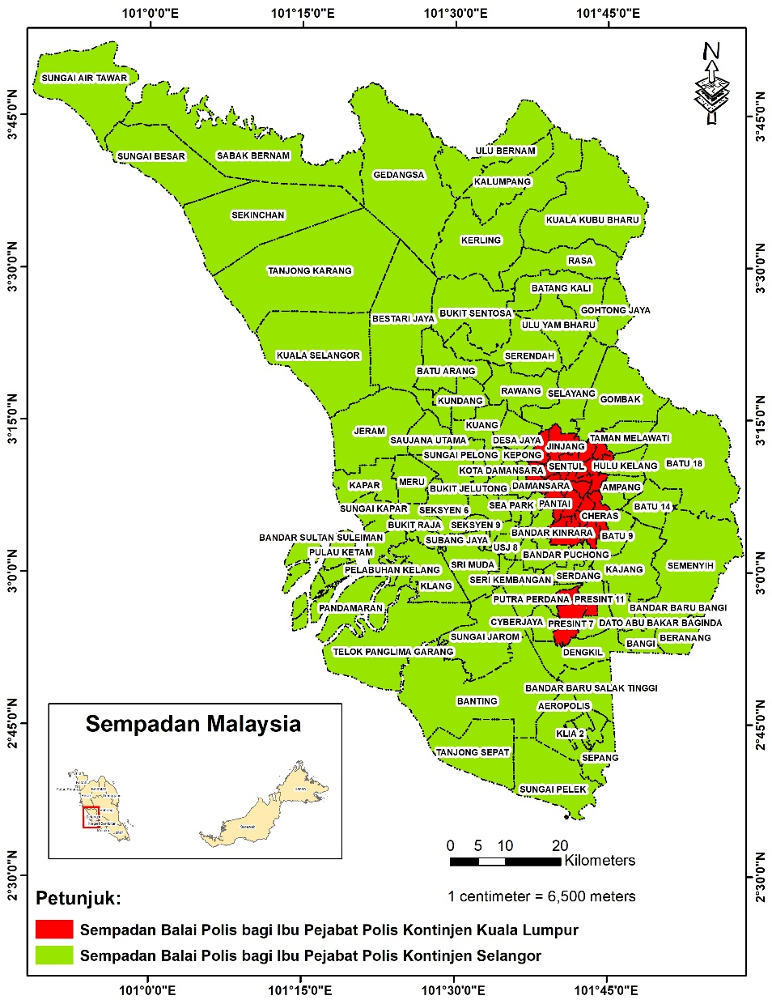 101°0'0"E 101°15'0"E 101°30'0"E 101°45'0"E
N
3°45'0"N 3°45'0"N
3°30'0"N 3°30'0"N
3°15'0"N 3°15'0"N
3°0'0"N 3°0'0"N
2°45'0"N 2°45'0"N
2°30'0"N 2°30'0"N
SUNGAI AIR TAWAR
SUNGAI BESAR
SABAK BERNAM
GEDANGSA
ULU BERNAM
KALUMPANG
SEKINCHAN
KUALA KUBU BHARU
KERLING
TANJONG KARANG
RASA
BATANG KALI
BESTARI JAYA
BUKIT SENTOSA
GOHTONG JAYA
ULU YAM BHARU
KUALA SELANGOR
SERENDAH
BATU ARANG
KUNDANG
RAWANG
SELAYANG
GOMBAK
JERAM
KUANG
SAUJANA UTAMA
DESA JAYA
JINJANG
TAMAN MELAWATI
SUNGAI PELONG
KEPONG
KOTA DAMANSARA
SENTUL
HULU KELANG
BATU 18
KAPAR
MERU
BUKIT JELUTONG
DAMANSARA
AMPANG
SUNGAI KAPAR
SEKSYEN 6
SEA PARK
PANTAI
BATU 14
CHERAS
BUKIT RAJA
SEKSYEN 9
BANDAR KINRARA
BATU 9
BANDAR SULTAN SULEIMAN
SUBANG JAYA
USJ 8
PULAU KETAM
BANDAR PUCHONG
PELABUHAN KELANG
SRI MUDA
KAJANG
SEMENYIH
KLANG
SERI KEMBANGAN
SERDANG
PANDAMARAN
PUTRA PERDANA
PRESINT 11
BANDAR BARU BANGI
CYBERJAYA
PRESINT 7
DATO ABU BAKAR BAGINDA
SUNGAI JAROM
BANGI
BERANANG
TELOK PANGLIMA GARANG
DENGKIL
BANTING
BANDAR BARU SALAK TINGGI
AEROPOLIS
KLIA 2
TANJONG SEPAT
SEPANG
SUNGAI PELEK
Sempadan Malaysia
Kelantan
Selangor
Negeri Sembilan
Johor
Sabah
Sarawak
0 5 10 20
Kilometers
1 centimeter = 6,500 meters
Petunjuk:
Sempadan Balai Polis bagi Ibu Pejabat Polis Kontinjen Kuala Lumpur
Sempadan Balai Polis bagi Ibu Pejabat Polis Kontinjen Selangor
101°0'0"E 101°15'0"E 101°30'0"E 101°45'0"E